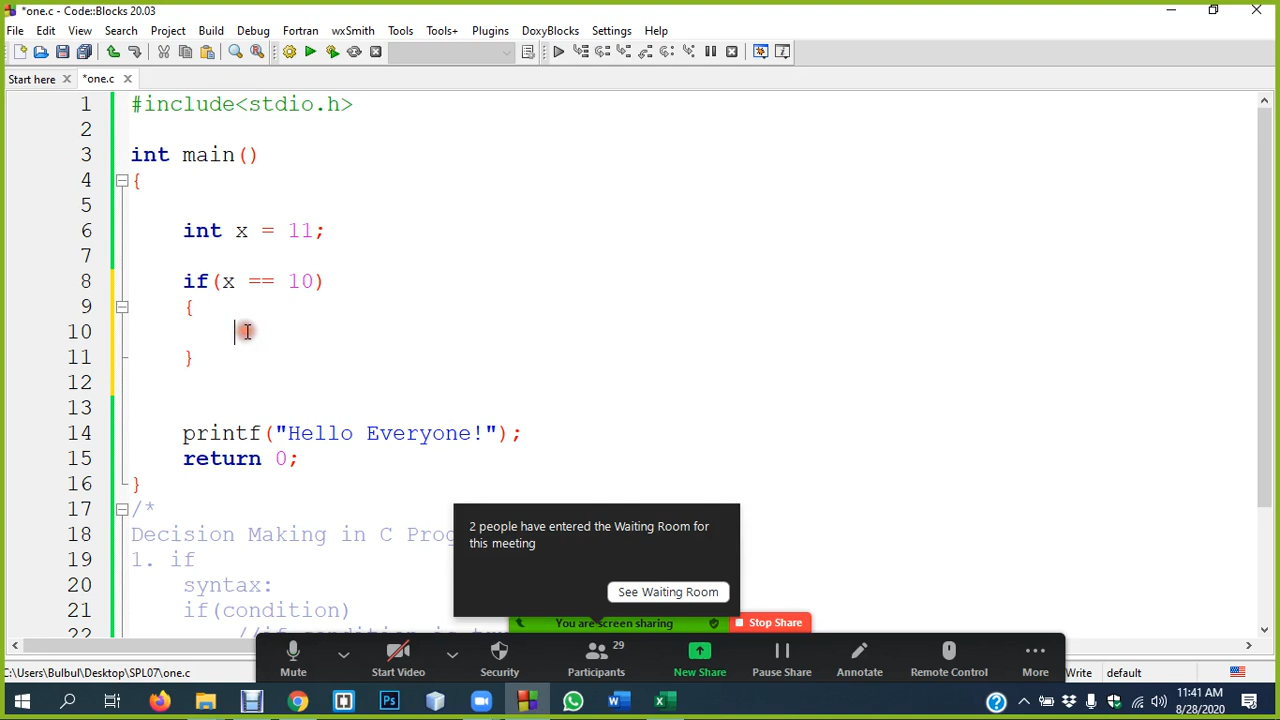 *one.c - Code::Blocks 20.03
File Edit View Search Project Build Debug Fortran wxSmith Tools Tools+ Plugins DoxyBlocks Settings Help
Start here *one.c
1 #include<stdio.h>
2
3 int main()
4 {
5
6 int x = 11;
7
8 if(x == 10)
9 {
10
11 }
12
13
14 printf("Hello Everyone!");
15 return 0;
16 }
17 /*
18 Decision Making in C
19 1. if
20 syntax:
21 if(condition)
22
2 people have entered the Waiting Room for
this meeting
See Waiting Room
You are screen sharing Stop Share
29
Mute Start Video Security Participants New Share Pause Share Annotate Remote Control More
C:\Users\Bulbul\Desktop\SPL07\one.c Write default
11:41 AM
8/28/2020